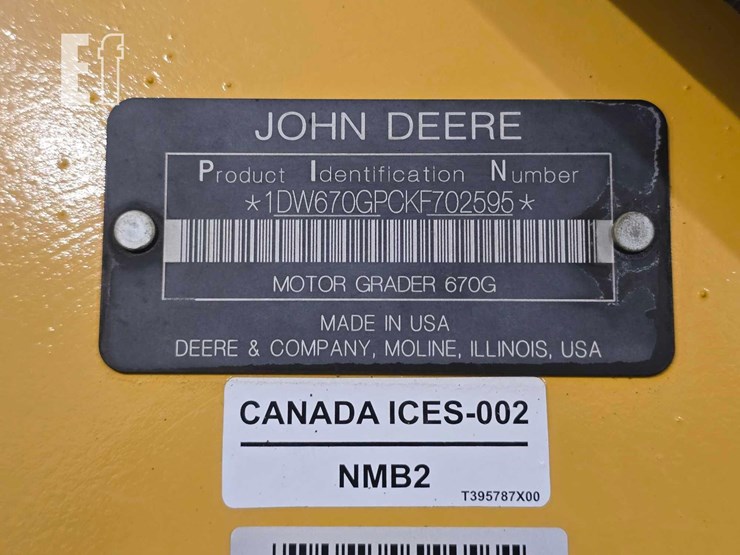 Ef
JOHN DEERE
Product Identification Number
*1DW670GPCKF702595*
MOTOR GRADER 670G
MADE IN USA
DEERE & COMPANY, MOLINE, ILLINOIS, USA
CANADA ICES-002
NMB2
T395787X00